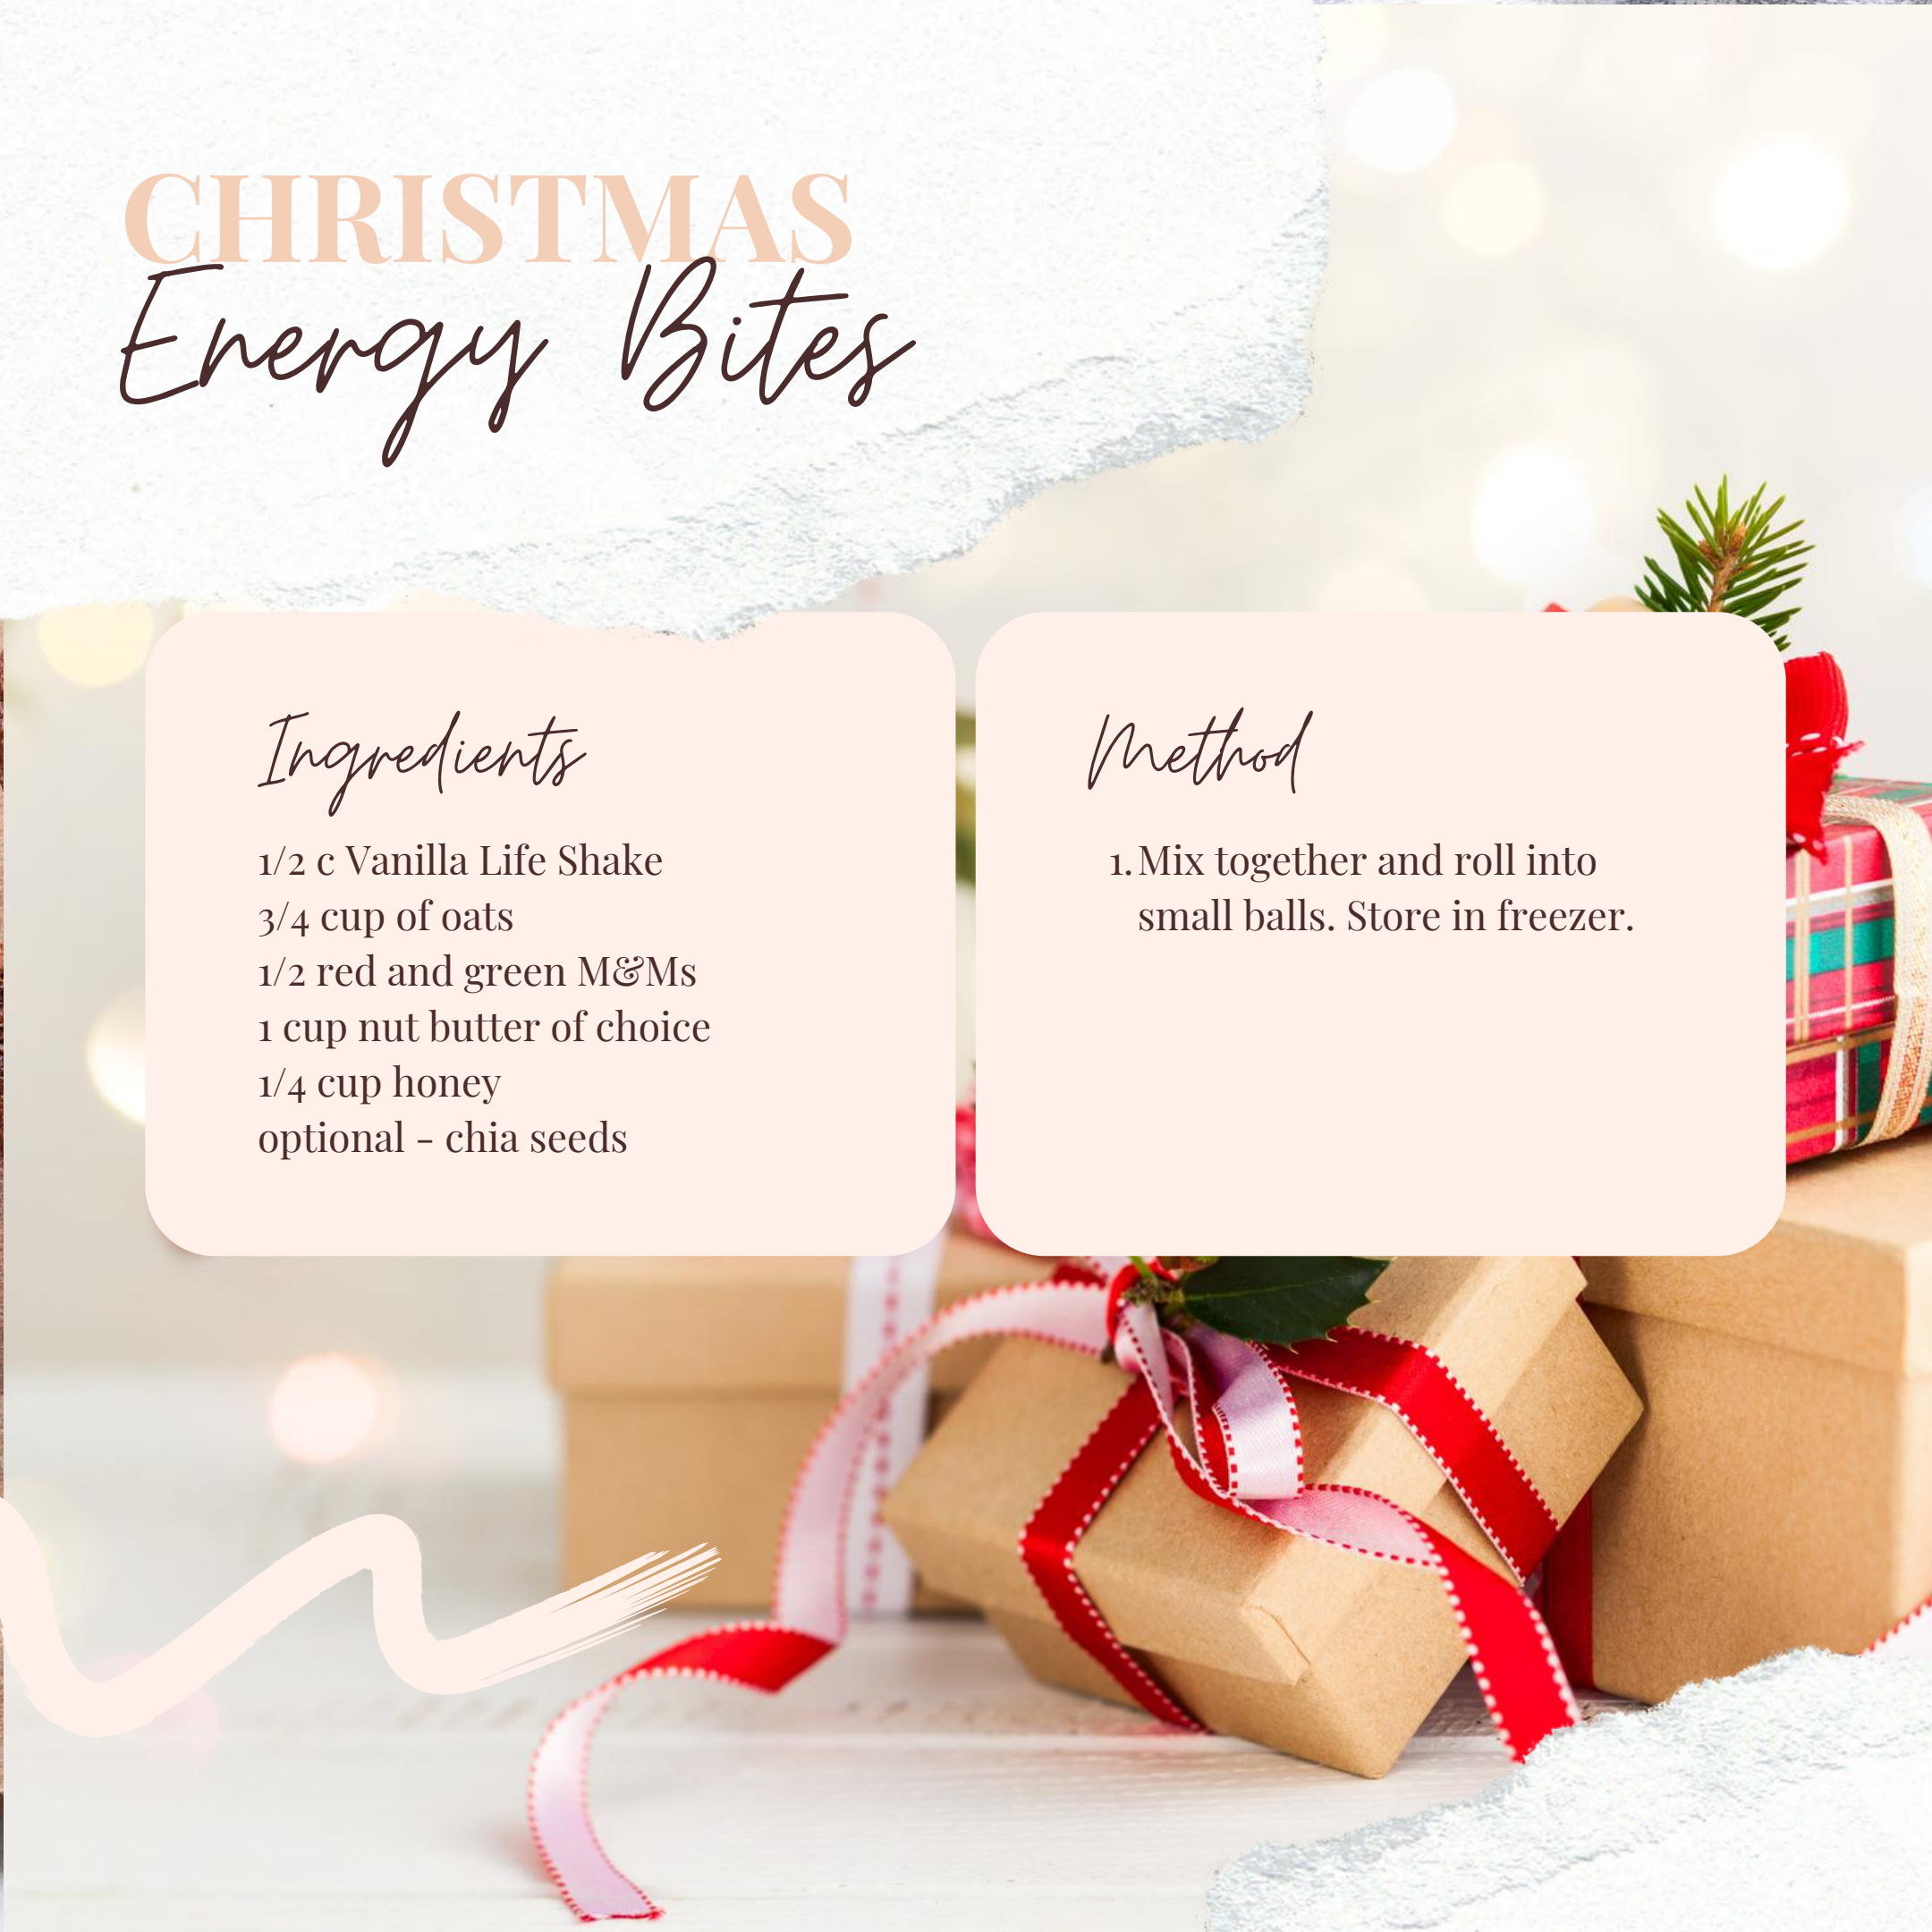 CHRISTMAS
Energy Bites
Ingredients
1/2 c Vanilla Life Shake
3/4 cup of oats
1/2 red and green M&Ms
1 cup nut butter of choice
1/4 cup honey
optional - chia seeds
Method
1. Mix together and roll into
small balls. Store in freezer.